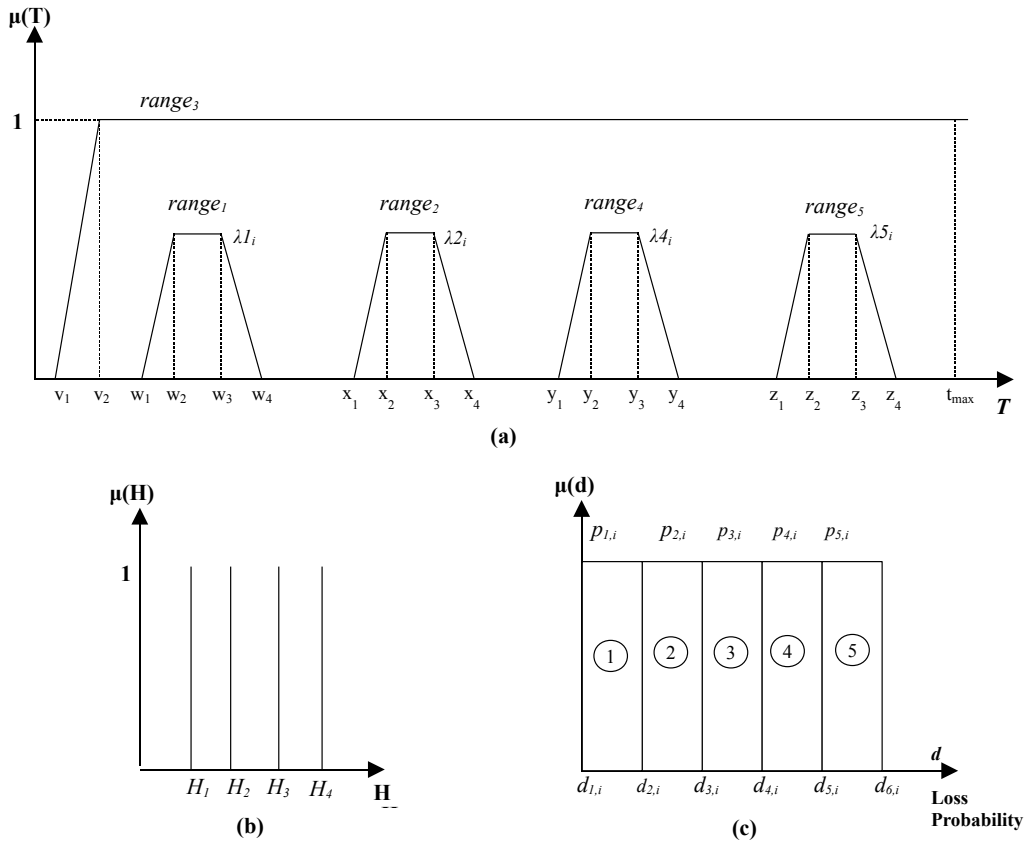 μ(T)
range₃
1
range₁
range₂
range₄
range₅
λ1ᵢ
λ2ᵢ
λ4ᵢ
λ5ᵢ
v₁ v₂ w₁ w₂ w₃ w₄ x₁ x₂ x₃ x₄ y₁ y₂ y₃ y₄ z₁ z₂ z₃ z₄ tₘₐₓ T
(a)
μ(H)
1
H₁ H₂ H₃ H₄ H
(b)
μ(d)
p₁,ᵢ p₂,ᵢ p₃,ᵢ p₄,ᵢ p₅,ᵢ
1 2 3 4 5
d
d₁,ᵢ d₂,ᵢ d₃,ᵢ d₄,ᵢ d₅,ᵢ d₆,ᵢ
Loss
Probability
(c)